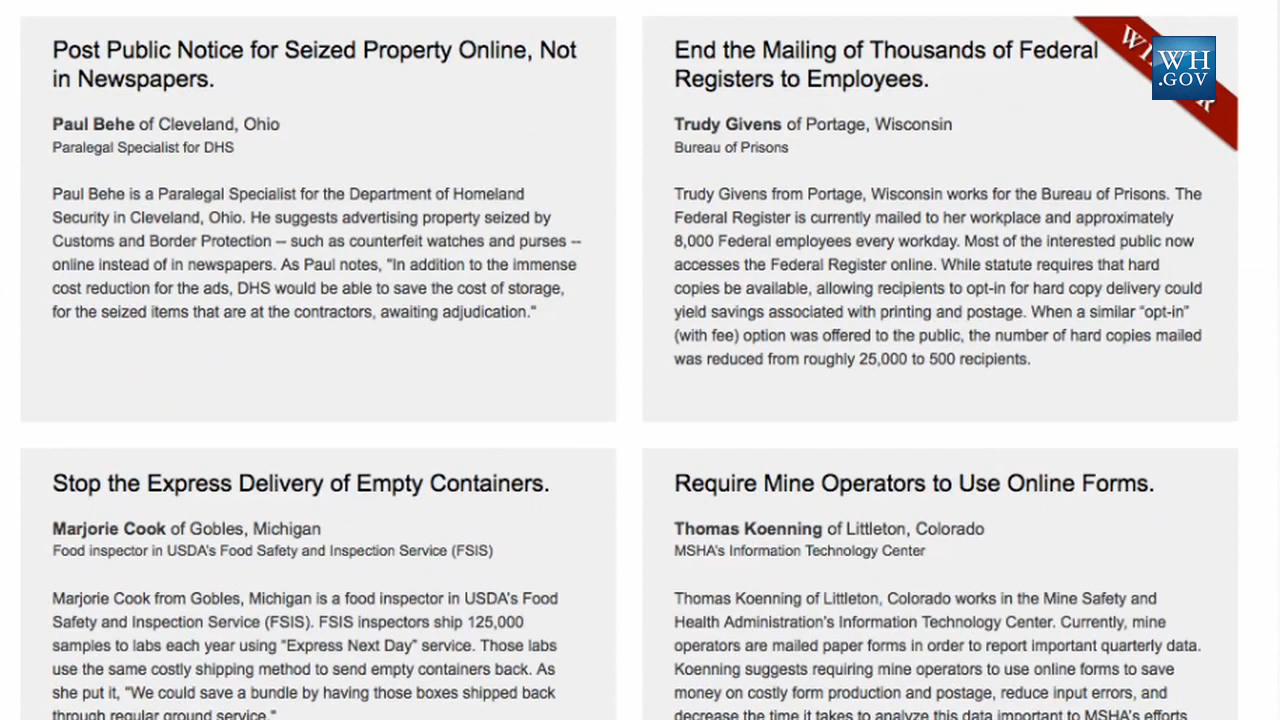 Post Public Notice for Seized Property Online, Not
in Newspapers.
Paul Behe of Cleveland, Ohio
Paralegal Specialist for DHS
Paul Behe is a Paralegal Specialist for the Department of Homeland
Security in Cleveland, Ohio. He suggests advertising property seized by
Customs and Border Protection -- such as counterfeit watches and purses --
online instead of in newspapers. As Paul notes, "In addition to the immense
cost reduction for the ads, DHS would be able to save the cost of storage,
for the seized items that are at the contractors, awaiting adjudication."
End the Mailing of Thousands of Federal
Registers to Employees.
WH
.GOV
Trudy Givens of Portage, Wisconsin
Bureau of Prisons
Trudy Givens from Portage, Wisconsin works for the Bureau of Prisons. The
Federal Register is currently mailed to her workplace and approximately
8,000 Federal employees every workday. Most of the interested public now
accesses the Federal Register online. While statute requires that hard
copies be available, allowing recipients to opt-in for hard copy delivery could
yield savings associated with printing and postage. When a similar “opt-in”
(with fee) option was offered to the public, the number of hard copies mailed
was reduced from roughly 25,000 to 500 recipients.
Stop the Express Delivery of Empty Containers.
Marjorie Cook of Gobles, Michigan
Food inspector in USDA's Food Safety and Inspection Service (FSIS)
Marjorie Cook from Gobles, Michigan is a food inspector in USDA's Food
Safety and Inspection Service (FSIS). FSIS inspectors ship 125,000
samples to labs each year using "Express Next Day" service. Those labs
use the same costly shipping method to send empty containers back. As
she put it, "We could save a bundle by having those boxes shipped back
through regular ground service."
Require Mine Operators to Use Online Forms.
Thomas Koenning of Littleton, Colorado
MSHA's Information Technology Center
Thomas Koenning of Littleton, Colorado works in the Mine Safety and
Health Administration's Information Technology Center. Currently, mine
operators are mailed paper forms in order to report important quarterly data.
Koenning suggests requiring mine operators to use online forms to save
money on costly form production and postage, reduce input errors, and
decrease the time it takes to analyze this data important to MSHA's efforts